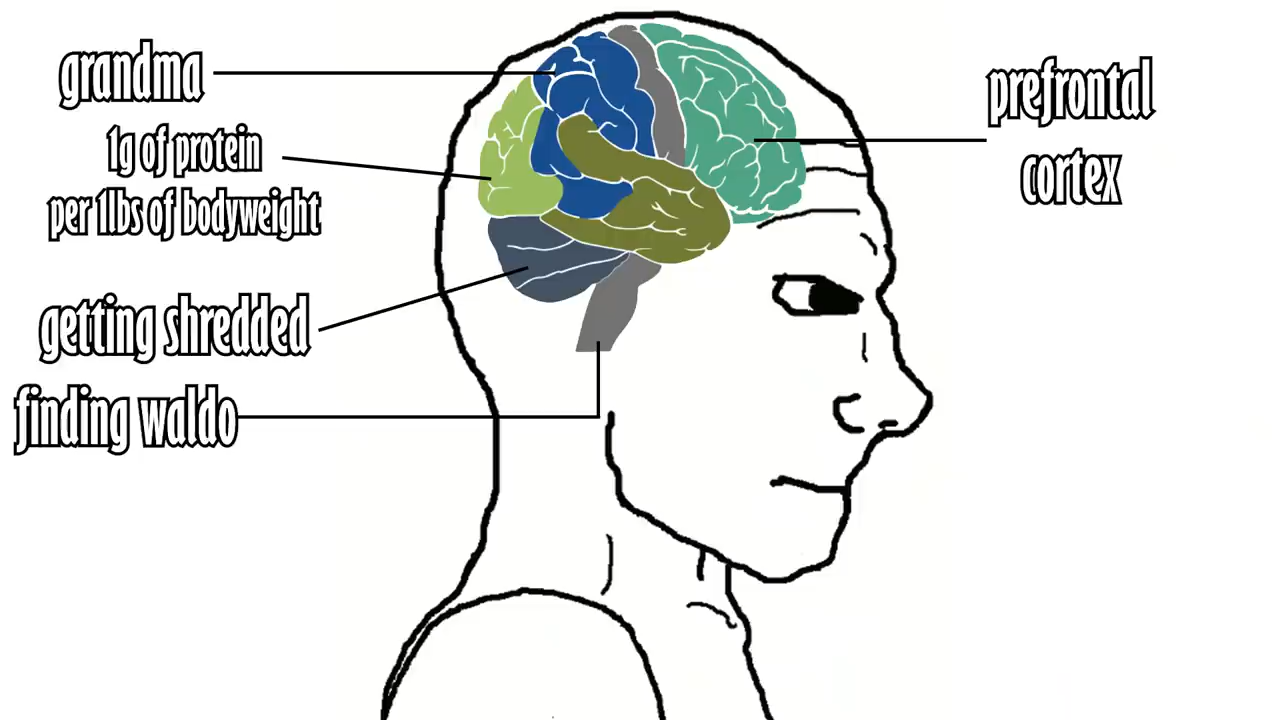 grandma
1g of protein
per 1lbs of bodyweight
getting shredded
finding waldo
prefrontal
cortex